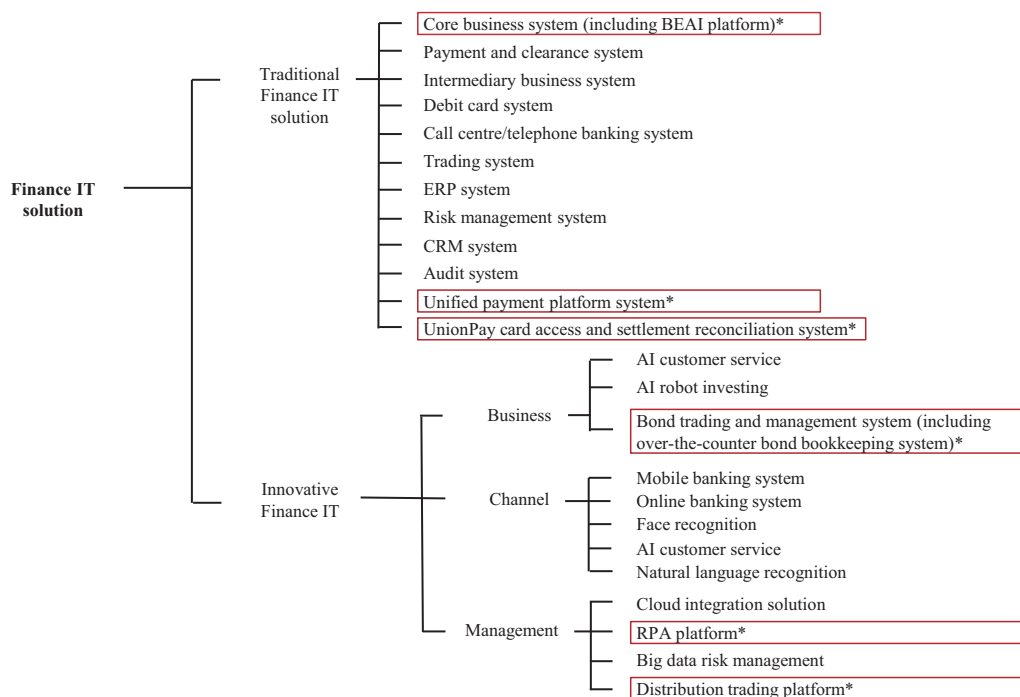 Core business system (including BEAI platform)*
Payment and clearance system
Traditional
Finance IT
solution
Intermediary business system
Debit card system
Call centre/telephone banking system
Trading system
Finance IT
solution
ERP system
Risk management system
CRM system
Audit system
Unified payment platform system*
UnionPay card access and settlement reconciliation system*
AI customer service
AI robot investing
Business
Bond trading and management system (including
over-the-counter bond bookkeeping system)*
Innovative
Finance IT
Mobile banking system
Channel
Online banking system
Face recognition
AI customer service
Natural language recognition
Cloud integration solution
Management
RPA platform*
Big data risk management
Distribution trading platform*